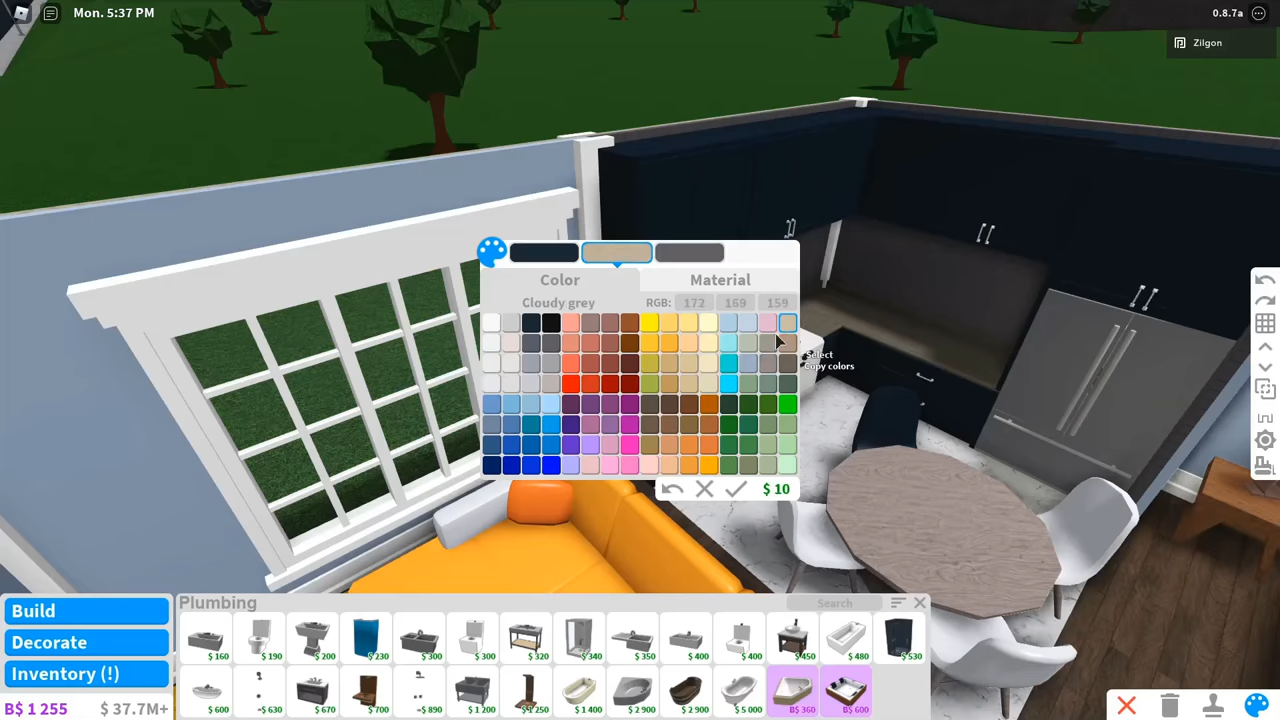 Mon. 5:37 PM
0.8.7a
Zilgon
Color
Material
Cloudy grey
RGB: 172 169 159
Select
Copy colors
$ 10
Build
Decorate
Inventory (!)
B$ 1 255 $ 37.7M+
Plumbing
Search
$ 160 $ 190 $ 200 $ 230 $ 300 $ 300 $ 320 $ 340 $ 350 $ 400 $ 400 $ 450 $ 480 $ 530
$ 600 ~$ 630 $ 670 $ 700 ~$ 890 $ 1 200 $ 1 250 $ 1 400 $ 2 900 $ 2 900 $ 5 000 B$ 360 B$ 600